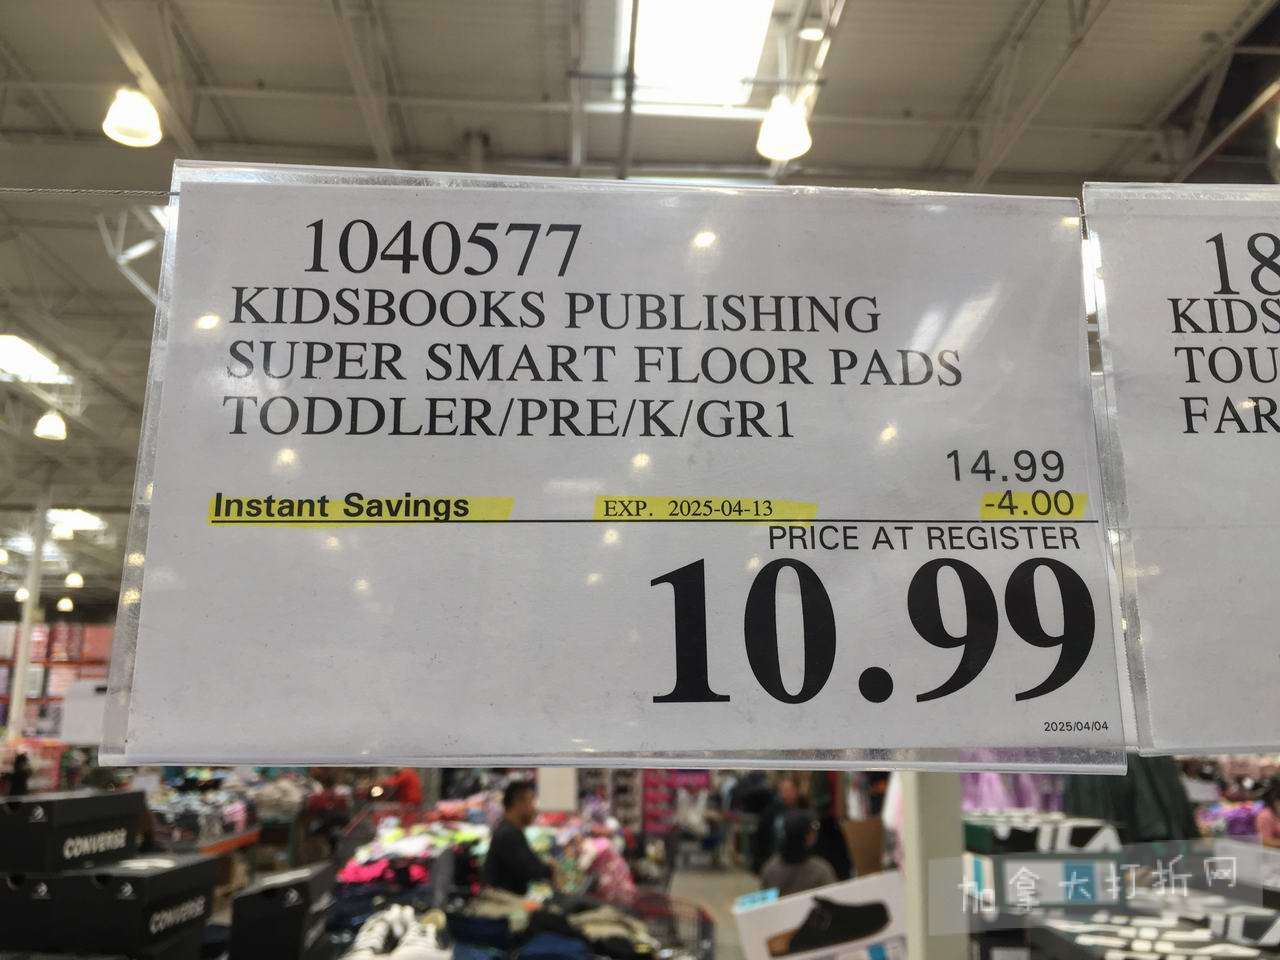 1040577
KIDSBOOKS PUBLISHING
SUPER SMART FLOOR PADS
TODDLER/PRE/K/GR1
14.99
Instant Savings EXP. 2025-04-13 -4.00
PRICE AT REGISTER
10.99
2025/04/04
18
KIDS
TOU
FAR
CONVERSE
CONVERSE
FILA
加拿大打折网